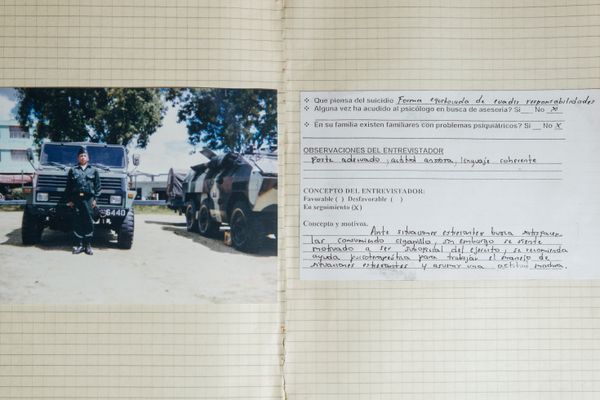 6440
❖ Que piensa del suicidio Forma equivocada de evadir responsabilidades
❖ Alguna vez ha acudido al psicólogo en busca de asesoría? Si__ No x
❖ En su familia existen familiares con problemas psiquiátricos? Si __ No x
OBSERVACIONES DEL ENTREVISTADOR
Porte adecuado, actitud ansiosa, lenguaje coherente
CONCEPTO DEL ENTREVISTADOR:
Favorable ( ) Desfavorable ( )
En seguimiento (X)
Concepto y motivos.
Ante situaciones estresantes busca
las consumiendo cigarrillo, sin embargo se siente
motivado a ser suboficial del ejercito, se recomienda
ayuda psicoterapeutica para trabajar el manejo de
situaciones estresantes y asumir una actitud madura.